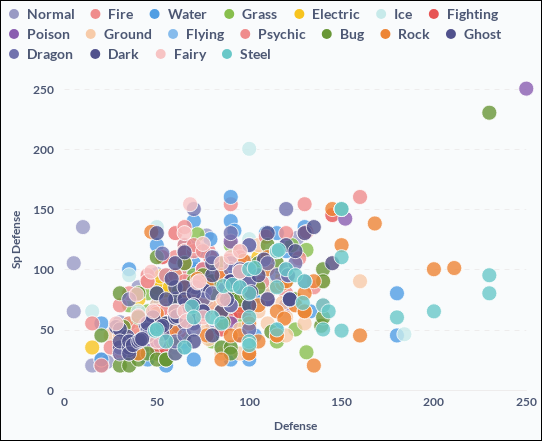 Normal Fire Water Grass Electric Ice Fighting
Poison Ground Flying Psychic Bug Rock Ghost
Dragon Dark Fairy Steel
250
200
150
100
50
0
Sp Defense
0 50 100 150 200 250
Defense